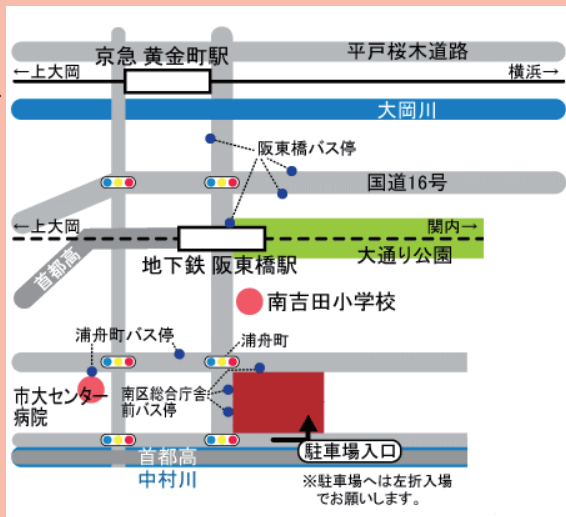 京急 黄金町駅
平戸桜木道路
←上大岡
横浜→
大岡川
阪東橋バス停
国道16号
←上大岡
関内→
地下鉄 阪東橋駅
大通り公園
首都高
南吉田小学校
浦舟町バス停
浦舟町
市大センター
病院
南区総合庁舎
前バス停
駐車場入口
首都高
中村川
※駐車場へは左折入場
でお願いします。